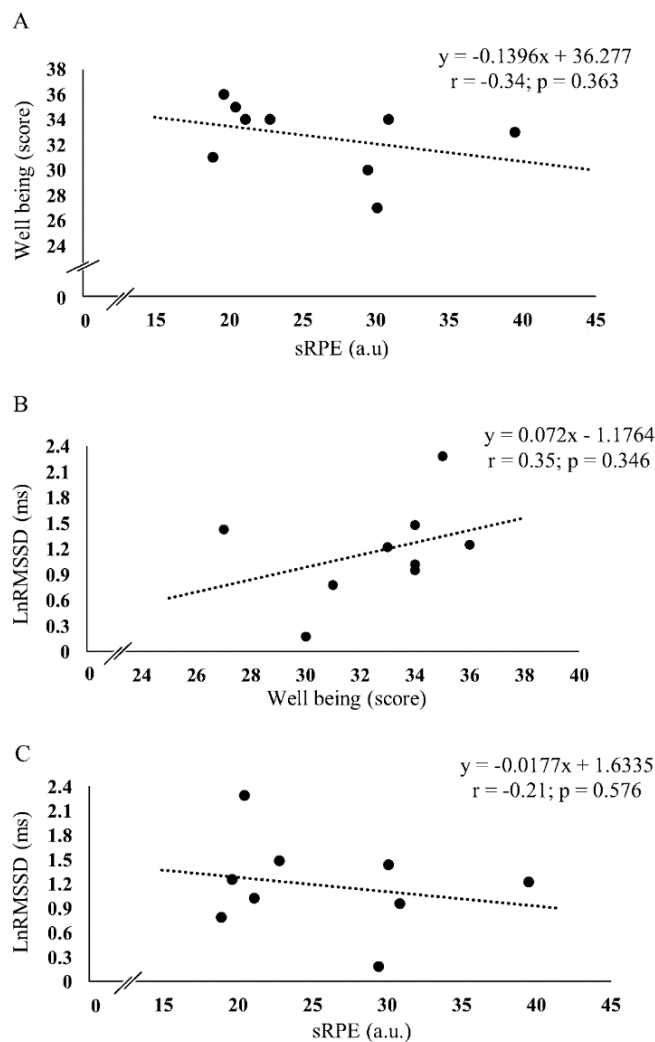 A
y = -0.1396x + 36.277
r = -0.34; p = 0.363
38
36
34
32
30
28
26
24
0
Well being (score)
0 15 20 25 30 35 40 45
sRPE (a.u)
B
y = 0.072x - 1.1764
r = 0.35; p = 0.346
2.4
2.1
1.8
1.5
1.2
0.9
0.6
0.3
0
LnRMSSD (ms)
0 24 26 28 30 32 34 36 38 40
Well being (score)
C
y = -0.0177x + 1.6335
r = -0.21; p = 0.576
2.4
2.1
1.8
1.5
1.2
0.9
0.6
0.3
0
LnRMSSD (ms)
0 15 20 25 30 35 40 45
sRPE (a.u.)